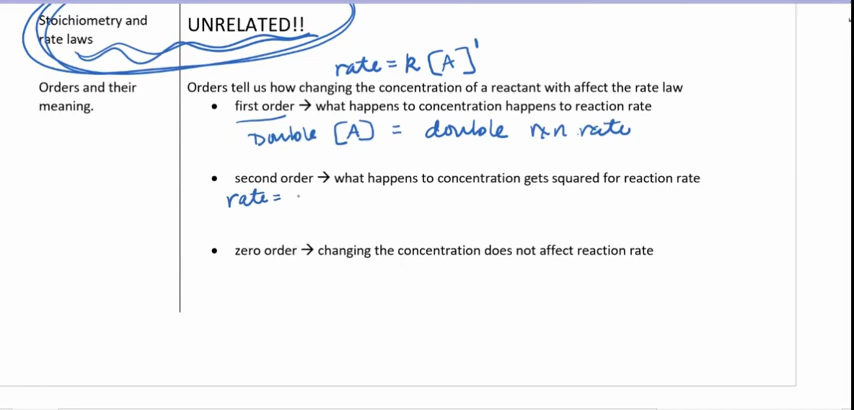 Stoichiometry and
rate laws
UNRELATED!!
rate = k [A]¹
Orders and their
meaning.
Orders tell us how changing the concentration of a reactant with affect the rate law
• first order → what happens to concentration happens to reaction rate
Double [A] = double rxn rate
• second order → what happens to concentration gets squared for reaction rate
rate =
• zero order → changing the concentration does not affect reaction rate